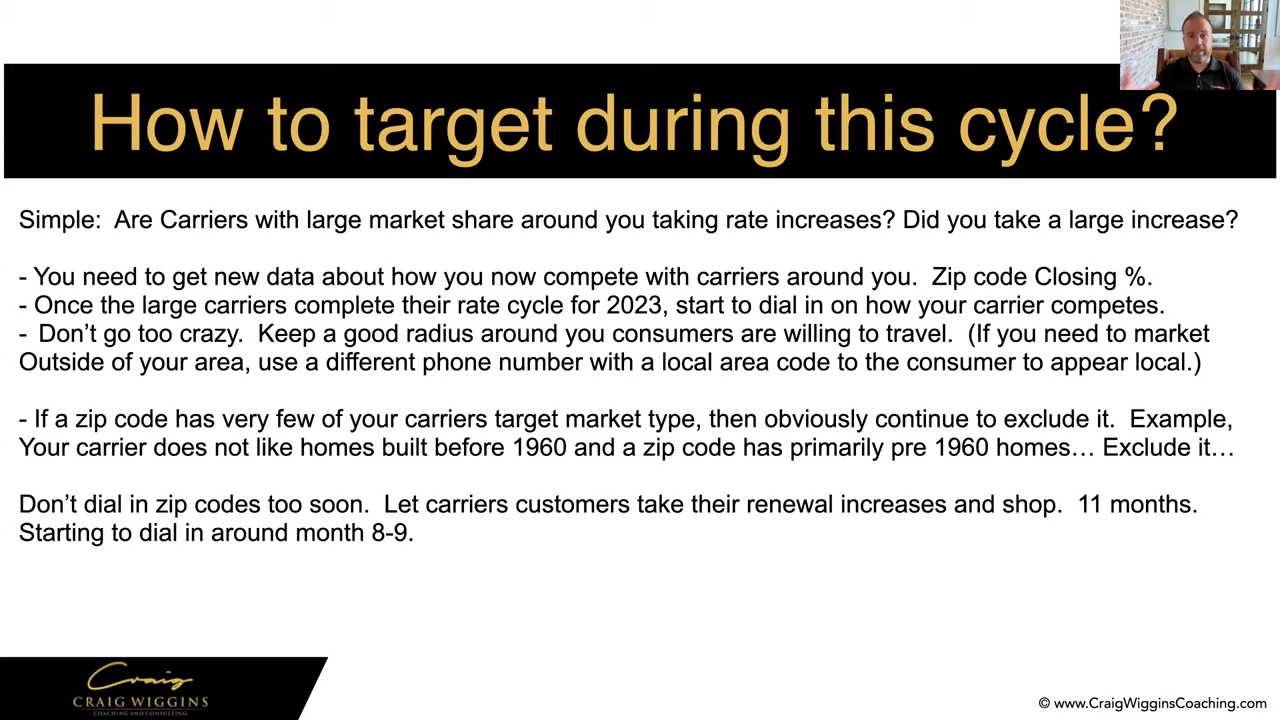 How to target during this cycle?
Simple:  Are Carriers with large market share around you taking rate increases? Did you take a large increase?
- You need to get new data about how you now compete with carriers around you.  Zip code Closing %.
- Once the large carriers complete their rate cycle for 2023, start to dial in on how your carrier competes.
-  Don’t go too crazy.  Keep a good radius around you consumers are willing to travel.  (If you need to market
Outside of your area, use a different phone number with a local area code to the consumer to appear local.)
- If a zip code has very few of your carriers target market type, then obviously continue to exclude it.  Example,
Your carrier does not like homes built before 1960 and a zip code has primarily pre 1960 homes… Exclude it…
Don’t dial in zip codes too soon.  Let carriers customers take their renewal increases and shop.  11 months.
Starting to dial in around month 8-9.
Craig
CRAIG WIGGINS
COACHING AND CONSULTING
© www.CraigWigginsCoaching.com